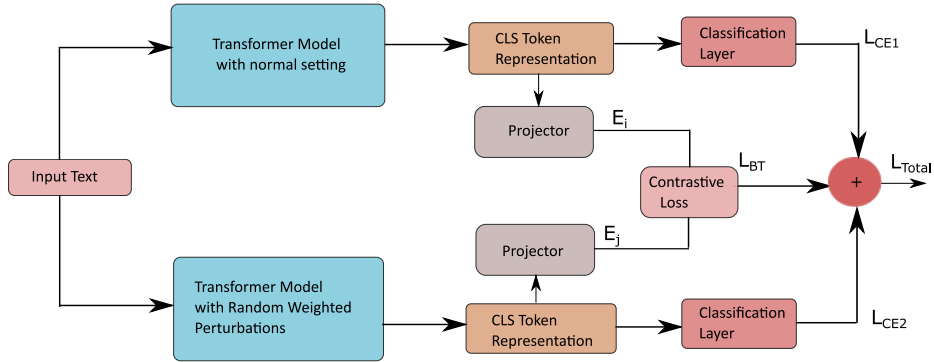 Transformer Model
with normal setting
CLS Token
Representation
Classification
Layer
L_CE1
Projector
E_i
Input Text
Contrastive
Loss
L_BT
+
L_Total
Projector
E_j
Transformer Model
with Random Weighted
Perturbations
CLS Token
Representation
Classification
Layer
L_CE2